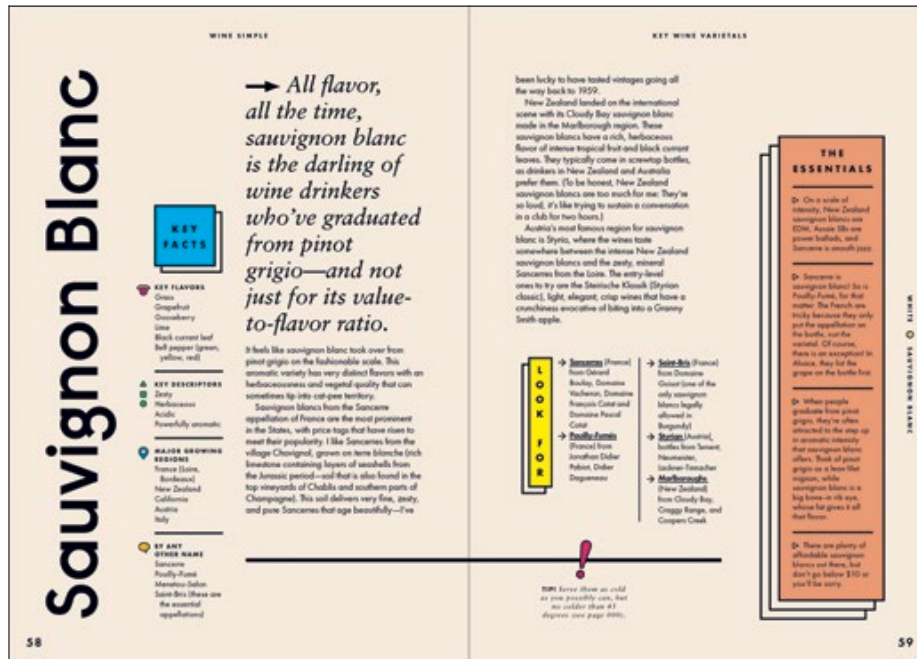 WINE SIMPLE
Sauvignon Blanc
KEY
FACTS
KEY FLAVORS
Grass
Grapefruit
Gooseberry
Lime
Black currant leaf
Bell pepper (green,
yellow, red)
KEY DESCRIPTORS
Zesty
Herbaceous
Acidic
Powerfully aromatic
MAJOR GROWING
REGIONS
France (Loire,
Bordeaux)
New Zealand
California
Austria
Italy
BY ANY
OTHER NAME
Sancerre
Pouilly-Fumé
Menetou-Salon
Saint-Bris (these are
the essential
appellations)
→ All flavor,
all the time,
sauvignon blanc
is the darling of
wine drinkers
who've graduated
from pinot
grigio—and not
just for its value-
to-flavor ratio.
It feels like sauvignon blanc took over from
pinot grigio on the fashionable scale. This
aromatic variety has very distinct flavors with an
herbaceousness and vegetal quality that can
sometimes tip into cat-pee territory.
Sauvignon blancs from the Sancerre
appellation of France are the most prominent
in the States, with price tags that have risen to
meet their popularity. I like Sancerres from the
village Chavignol, grown on terre blanche (rich
limestone containing layers of seashells from
the Jurassic period—soil that is also found in the
top vineyards of Chablis and southern parts of
Champagne). This soil delivers very fine, zesty,
and pure Sancerres that age beautifully—I've
58
KEY WINE VARIETALS
been lucky to have tasted vintages going all
the way back to 1959.
New Zealand landed on the international
scene with its Cloudy Bay sauvignon blanc
made in the Marlborough region. These
sauvignon blancs have a rich, herbaceous
flavor of intense tropical fruit and black currant
leaves. They typically come in screwtop bottles,
as drinkers in New Zealand and Australia
prefer them. (To be honest, New Zealand
sauvignon blancs are too much for me: They're
so loud, it's like trying to sustain a conversation
in a club for two hours.)
Austria's most famous region for sauvignon
blanc is Styria, where the wines taste
somewhere between the intense New Zealand
sauvignon blancs and the zesty, mineral
Sancerres from the Loire. The entry-level
ones to try are the Steirische Klassik (Styrian
classic), light, elegant, crisp wines that have a
crunchiness evocative of biting into a Granny
Smith apple.
LOOK FOR
→ Sancerres (France)
from Gérard
Boulay, Domaine
Vacheron, Domaine
François Cotat and
Domaine Pascal
Cotat
→ Pouilly-Fumés
(France) from
Jonathan Didier
Pabiot, Didier
Dagueneau
→ Saint-Bris (France)
from Domaine
Goisot (one of the
only sauvignon
blancs legally
allowed in
Burgundy)
→ Styrian (Austria),
bottles from Tement,
Neumeister,
Lackner-Tinnacher
→ Marlboroughs
(New Zealand)
from Cloudy Bay,
Craggy Range, and
Coopers Creek
!
TIP! Serve them as cold
as you possibly can, but
no colder than 45
degrees (see page 000).
THE
ESSENTIALS
On a scale of
intensity, New Zealand
sauvignon blancs are
EDM, Aussie SBs are
power ballads, and
Sancerre is smooth jazz.
Sancerre is
sauvignon blanc! So is
Pouilly-Fumé, for that
matter. The French are
tricky because they only
put the appellation on
the bottle, not the
varietal. Of course,
there is an exception! In
Alsace, they list the
grape on the bottle first.
When people
graduate from pinot
grigio, they're often
attracted to the step up
in aromatic intensity
that sauvignon blanc
offers. Think of pinot
grigio as a lean filet
mignon, while
sauvignon blanc is a
big bone-in rib eye,
whose fat gives it all
that flavor.
There are plenty of
affordable sauvignon
blancs out there, but
don't go below $10 or
you'll be sorry.
WHITE SAUVIGNON BLANC
59